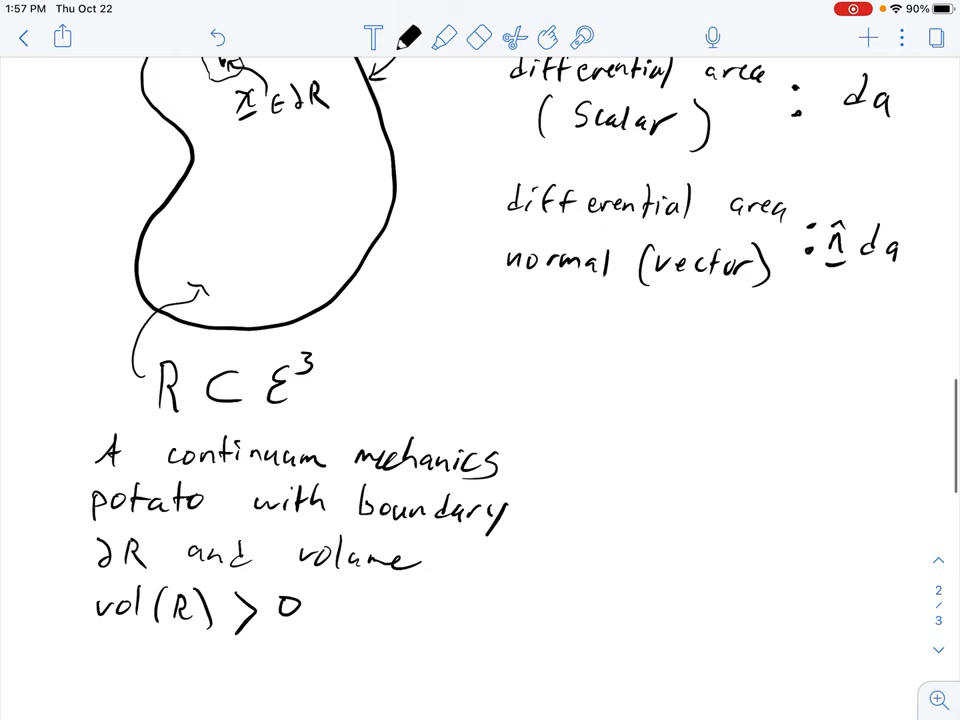 1:57 PM Thu Oct 22
90%
T
x ∈ ∂R
differential area
(Scalar) : da
differential area
normal (vector) : n̂ da
R ⊂ ℰ³
A continuum mechanics
potato with boundary
∂R and volume
vol(R) > 0
2
/
3